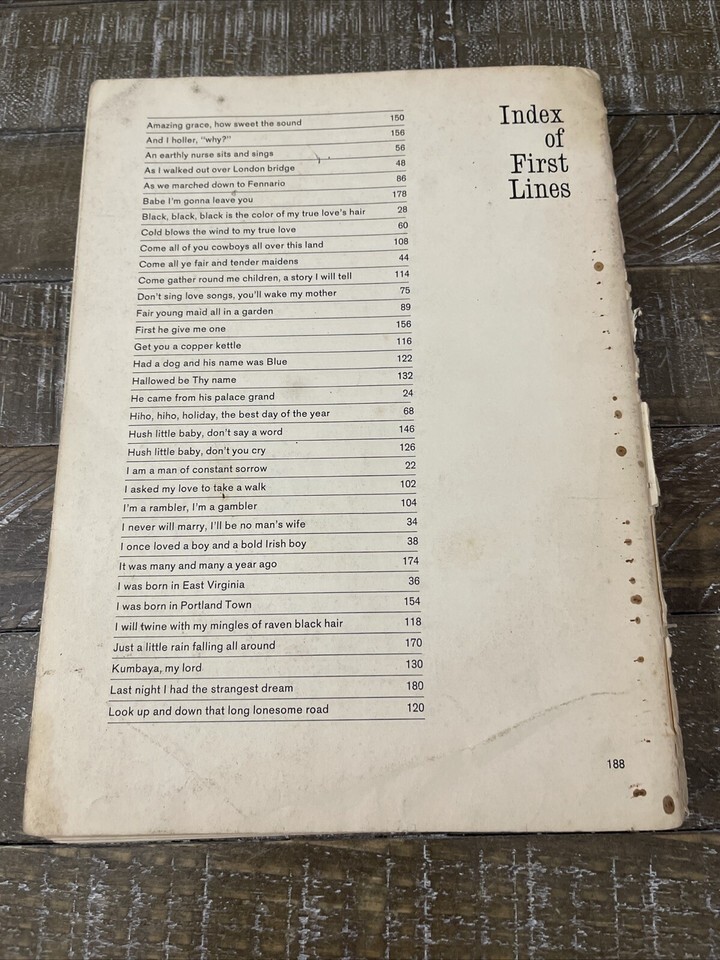 Index
of
First
Lines
Amazing grace, how sweet the sound 150
And I holler, "why?" 156
An earthly nurse sits and sings 56
As I walked out over London bridge 48
As we marched down to Fennario 86
Babe I'm gonna leave you 178
Black, black, black is the color of my true love's hair 28
Cold blows the wind to my true love 60
Come all of you cowboys all over this land 108
Come all ye fair and tender maidens 44
Come gather round me children, a story I will tell 114
Don't sing love songs, you'll wake my mother 75
Fair young maid all in a garden 89
First he give me one 156
Get you a copper kettle 116
Had a dog and his name was Blue 122
Hallowed be Thy name 132
He came from his palace grand 24
Hiho, hiho, holiday, the best day of the year 68
Hush little baby, don't say a word 146
Hush little baby, don't you cry 126
I am a man of constant sorrow 22
I asked my love to take a walk 102
I'm a rambler, I'm a gambler 104
I never will marry, I'll be no man's wife 34
I once loved a boy and a bold Irish boy 38
It was many and many a year ago 174
I was born in East Virginia 36
I was born in Portland Town 154
I will twine with my mingles of raven black hair 118
Just a little rain falling all around 170
Kumbaya, my lord 130
Last night I had the strangest dream 180
Look up and down that long lonesome road 120
188